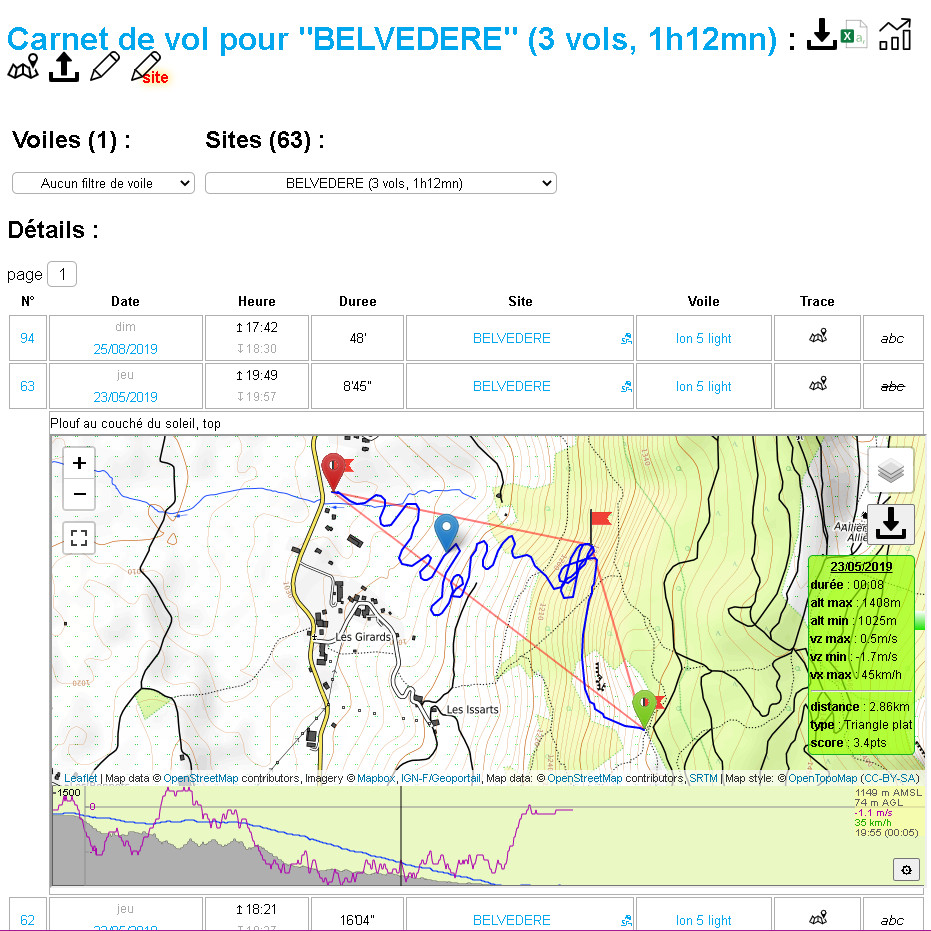 Carnet de vol pour "BELVEDERE" (3 vols, 1h12mn) :
site
Voiles (1) : Sites (63) :
Aucun filtre de voile BELVEDERE (3 vols, 1h12mn)
Détails :
page 1
N° Date Heure Duree Site Voile Trace
94 dim 25/08/2019 ↥17:42 ↧18:30 48' BELVEDERE Ion 5 light abc
63 jeu 23/05/2019 ↥19:49 ↧19:57 8'45" BELVEDERE Ion 5 light abc
Plouf au couché du soleil, top
+
−
1340
1020
1210
1020
Les Girards
Les Issarts
23/05/2019
durée : 00:08
alt max : 1408m
alt min : 1025m
vz max : 0.5m/s
vz min : -1.7m/s
vx max : 45km/h
distance : 2.86km
type : Triangle plat
score : 3.4pts
Leaflet | Map data © OpenStreetMap contributors, Imagery © Mapbox, IGN-F/Geoportail, Map data: © OpenStreetMap contributors, SRTM | Map style: © OpenTopoMap (CC-BY-SA)
1500
0
1149 m AMSL
74 m AGL
-1.1 m/s
35 km/h
19:55 (00:05)
62 jeu ↥18:21 16'04" BELVEDERE Ion 5 light abc